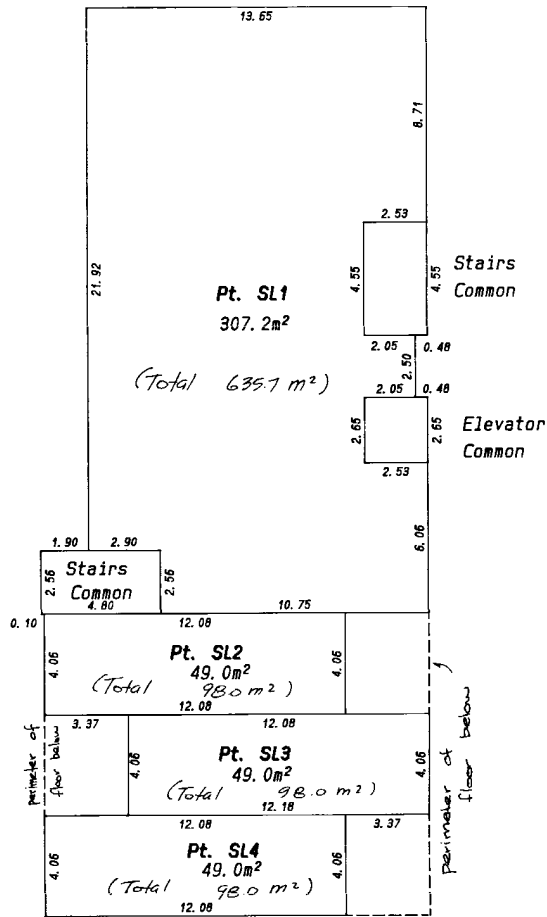 13.65
8.71
2.53
4.55
4.55
Stairs
Common
21.92
Pt. SL1
307.2m²
2.05
0.48
2.50
(Total 635.7 m²)
2.05
0.48
2.65
2.65
Elevator
Common
2.53
6.06
1.90
2.90
2.56
Stairs
Common
2.56
4.80
10.75
0.10
12.08
4.06
Pt. SL2
49.0m²
4.06
(Total 98.0 m²)
12.08
3.37
12.08
perimeter of
floor below
4.06
Pt. SL3
49.0m²
4.06
(Total 98.0 m²)
12.18
perimeter of
floor below
12.08
3.37
4.06
Pt. SL4
49.0m²
4.06
(Total 98.0 m²)
12.08